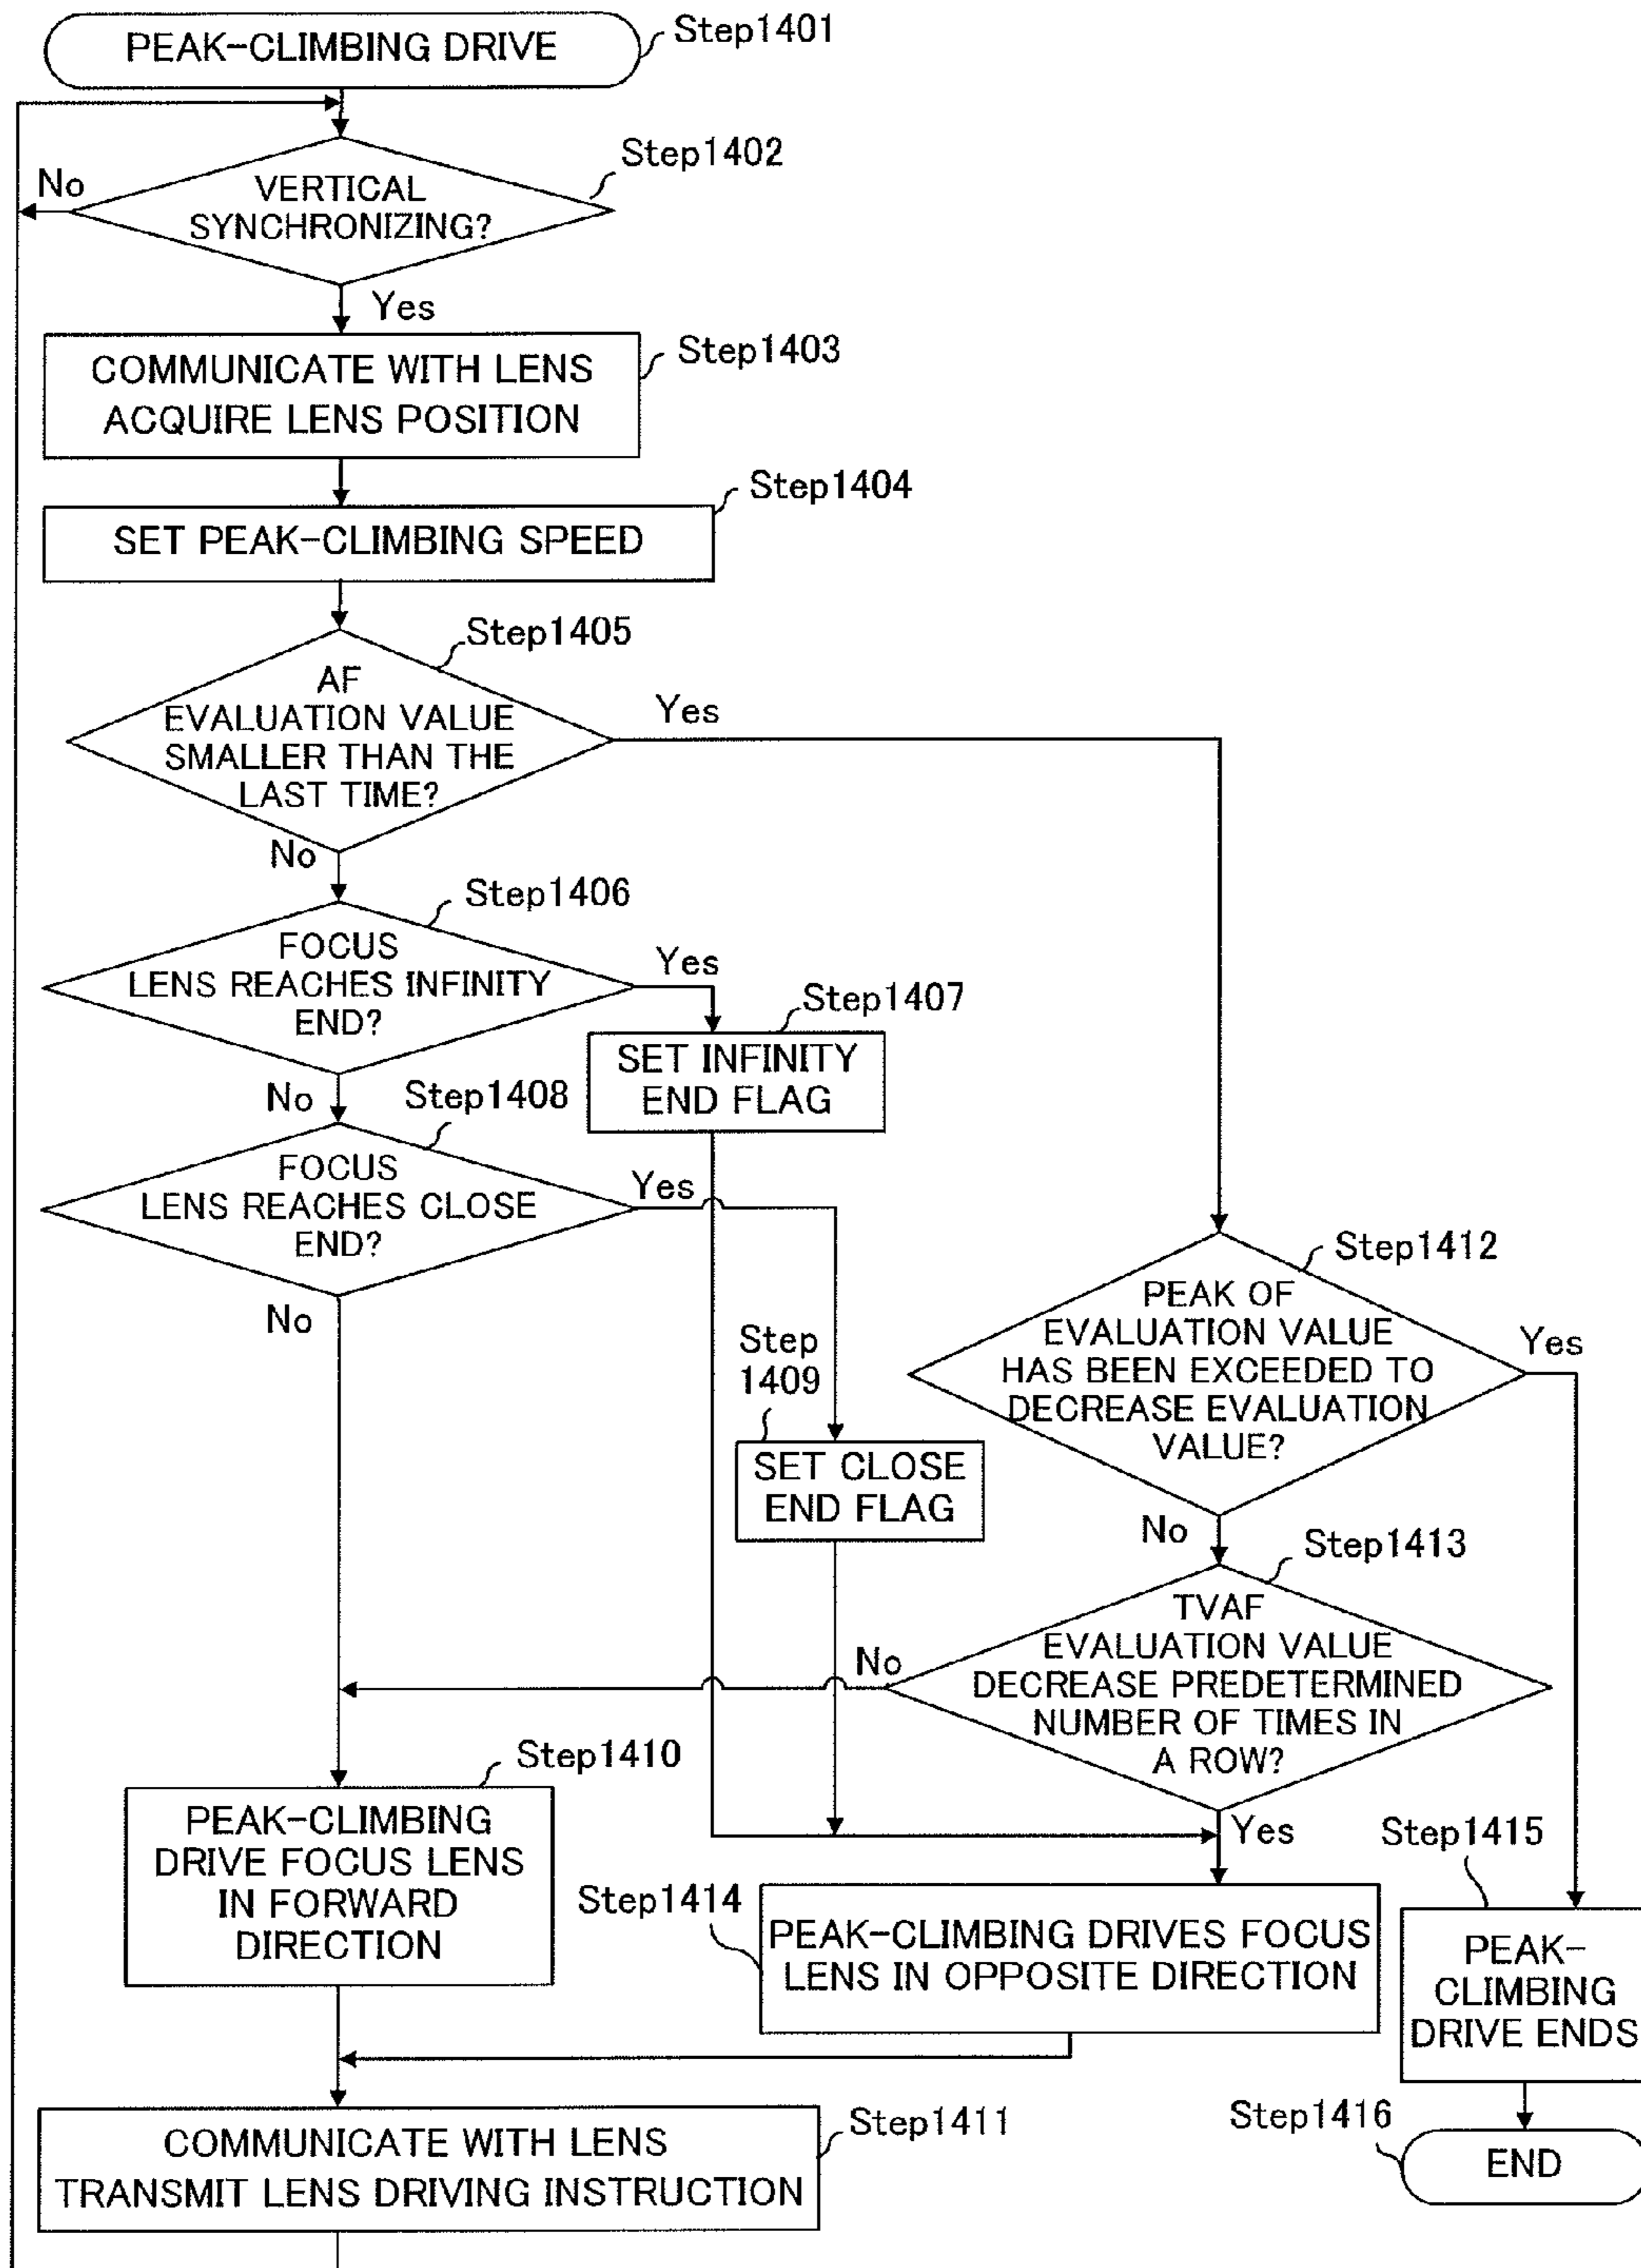 PEAK-CLIMBING DRIVE
Step1401
Step1402
No
VERTICAL
SYNCHRONIZING?
Yes
Step1403
COMMUNICATE WITH LENS
ACQUIRE LENS POSITION
Step1404
SET PEAK-CLIMBING SPEED
Step1405
AF
EVALUATION VALUE
SMALLER THAN THE
LAST TIME?
Yes
No
Step1406
FOCUS
LENS REACHES INFINITY
END?
Yes
Step1407
SET INFINITY
END FLAG
No
Step1408
FOCUS
LENS REACHES CLOSE
END?
Yes
No
Step
1409
SET CLOSE
END FLAG
Step1412
PEAK OF
EVALUATION VALUE
HAS BEEN EXCEEDED TO
DECREASE EVALUATION
VALUE?
Yes
No
Step1413
TVAF
EVALUATION VALUE
DECREASE PREDETERMINED
NUMBER OF TIMES IN
A ROW?
No
Yes
Step1410
PEAK-CLIMBING
DRIVE FOCUS LENS
IN FORWARD
DIRECTION
Step1414
PEAK-CLIMBING DRIVES FOCUS
LENS IN OPPOSITE DIRECTION
Step1415
PEAK-
CLIMBING
DRIVE ENDS
Step1411
COMMUNICATE WITH LENS
TRANSMIT LENS DRIVING INSTRUCTION
Step1416
END